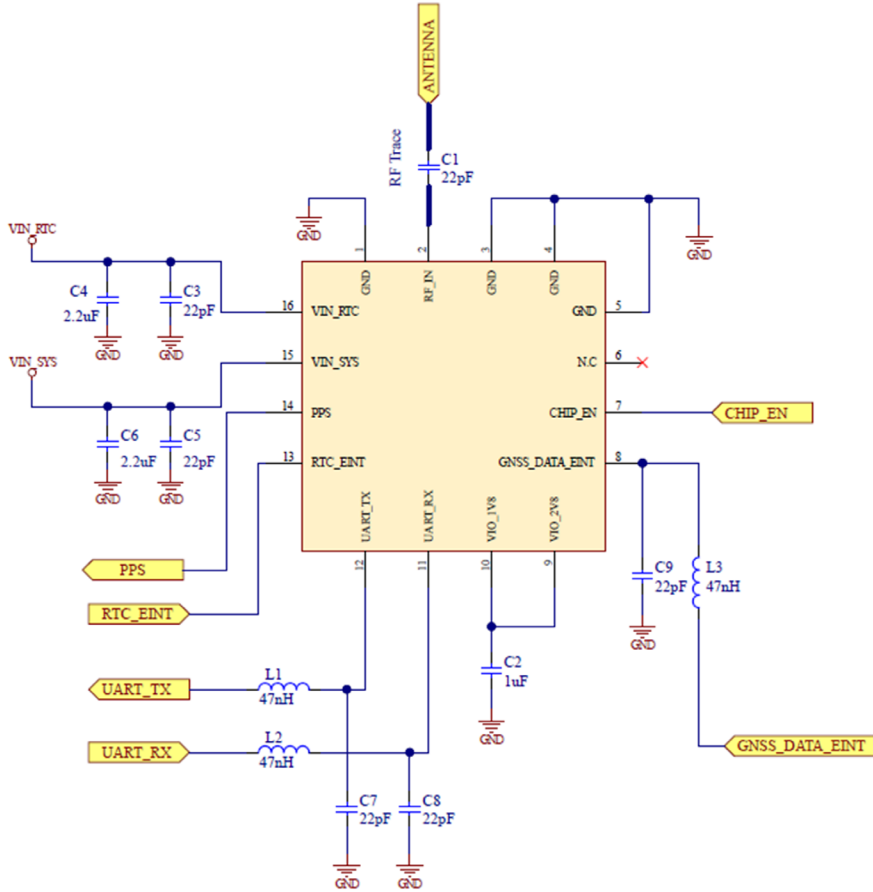 ANTENNA
RF Trace
C1
22pF
GND
GND
VIN_RTC
C4
2.2uF
C3
22pF
GND
GND
VIN_SYS
C6
2.2uF
C5
22pF
GND
GND
1
2
3
4
GND
RF_IN
GND
GND
16
VIN_RTC
15
VIN_SYS
14
PPS
13
RTC_EINT
GND
5
N.C
6
CHIP_EN
7
GNSS_DATA_EINT
8
UART_TX
UART_RX
VIO_1V8
VIO_2V8
12
11
10
9
CHIP_EN
PPS
RTC_EINT
C9
22pF
GND
L3
47nH
C2
1uF
GND
UART_TX
L1
47nH
UART_RX
L2
47nH
GNSS_DATA_EINT
C7
22pF
C8
22pF
GND
GND